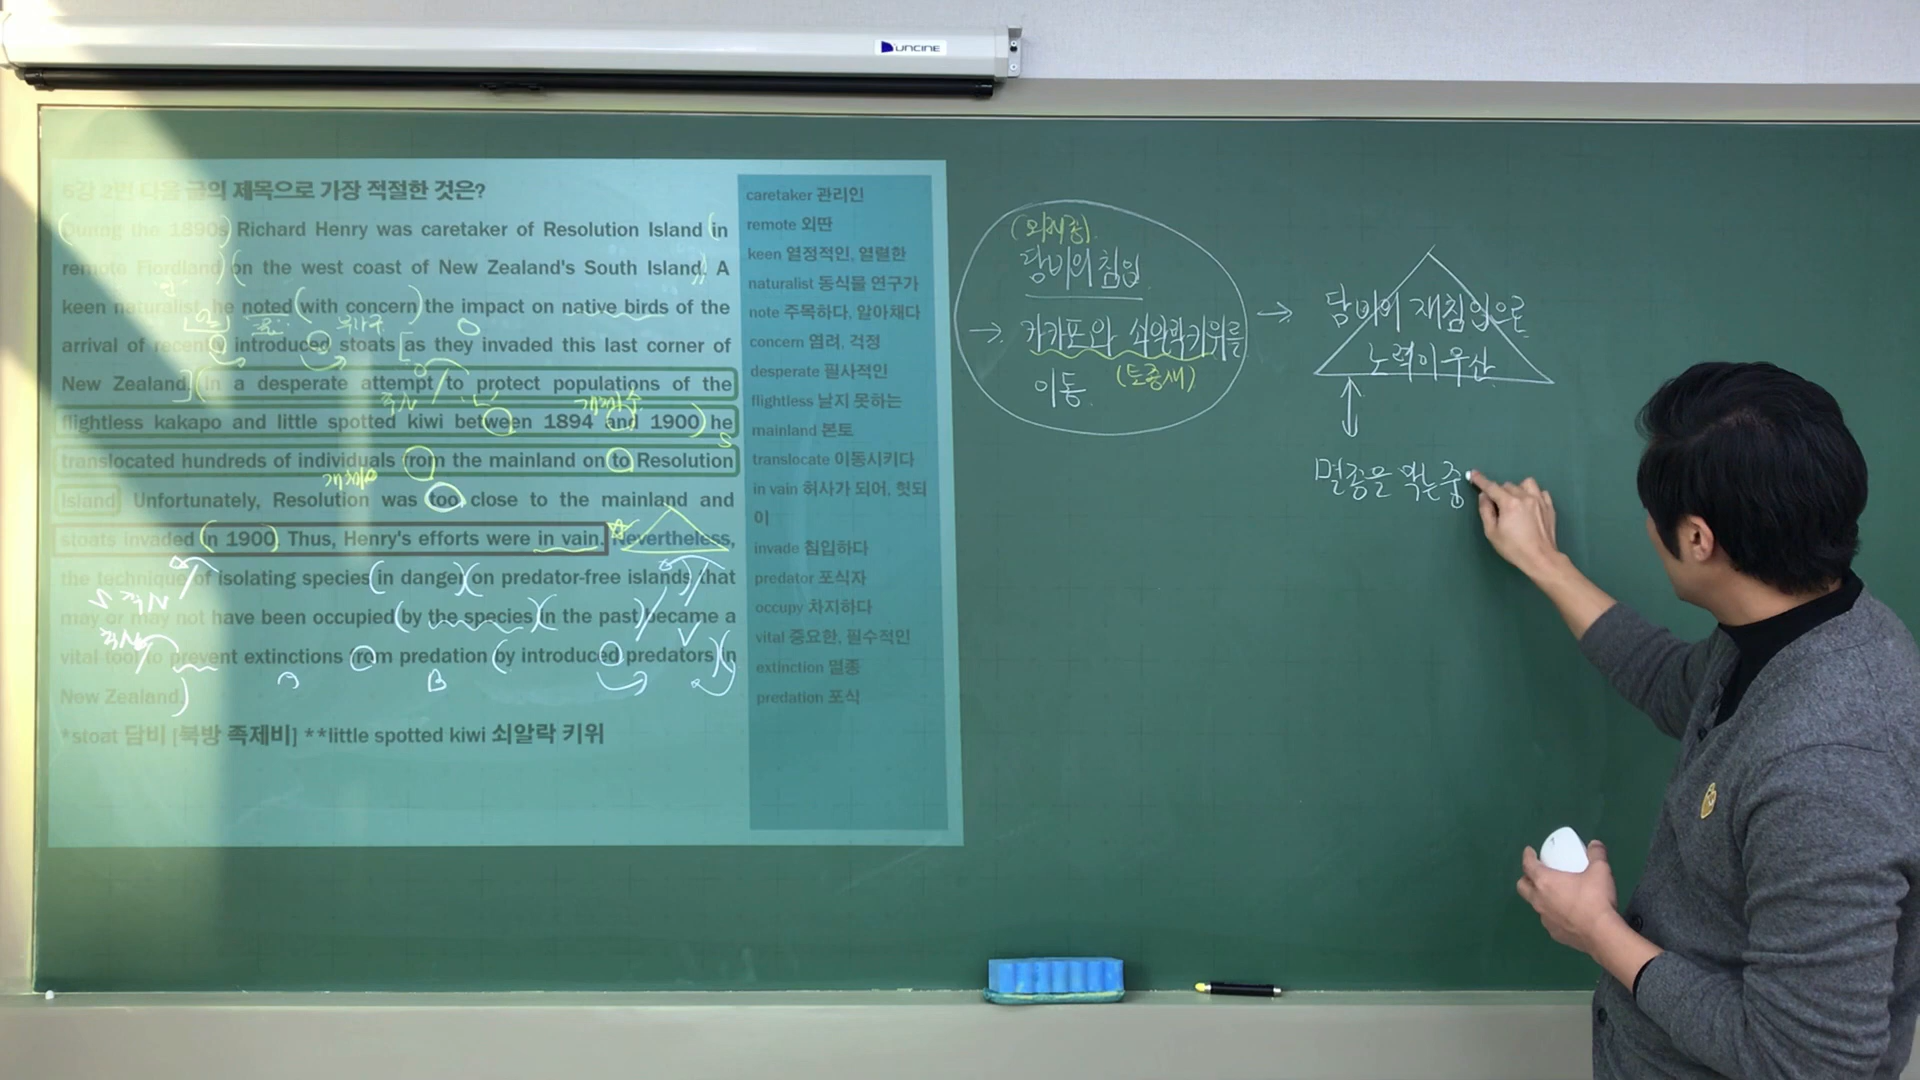 UNCINE
6강 2번 다음 글의 제목으로 가장 적절한 것은?
During the 1890s Richard Henry was caretaker of Resolution Island in
remote Fiordland on the west coast of New Zealand's South Island. A
keen naturalist, he noted with concern the impact on native birds of the
arrival of recently introduced stoats as they invaded this last corner of
New Zealand. In a desperate attempt to protect populations of the
flightless kakapo and little spotted kiwi between 1894 and 1900 he
translocated hundreds of individuals from the mainland on to Resolution
Island. Unfortunately, Resolution was too close to the mainland and
stoats invaded in 1900. Thus, Henry's efforts were in vain. Nevertheless,
the technique of isolating species in danger on predator-free islands that
may or may not have been occupied by the species in the past became a
vital tool to prevent extinctions from predation by introduced predators in
New Zealand.
*stoat 담비 [북방 족제비] **little spotted kiwi 쇠알락 키위
개체수
개체
S
A
B
V
caretaker 관리인
remote 외딴
keen 열정적인, 열렬한
naturalist 동식물 연구가
note 주목하다, 알아채다
concern 염려, 걱정
desperate 필사적인
flightless 날지 못하는
mainland 본토
translocate 이동시키다
in vain 허사가 되어, 헛되
이
invade 침입하다
predator 포식자
occupy 차지하다
vital 중요한, 필수적인
extinction 멸종
predation 포식
(외래종)
담비의 침입
→ 카카포와 쇠알락키위를
이동
(토종새)
→
담비의 재침입으로
노력이 무산
멸종을 막는 중